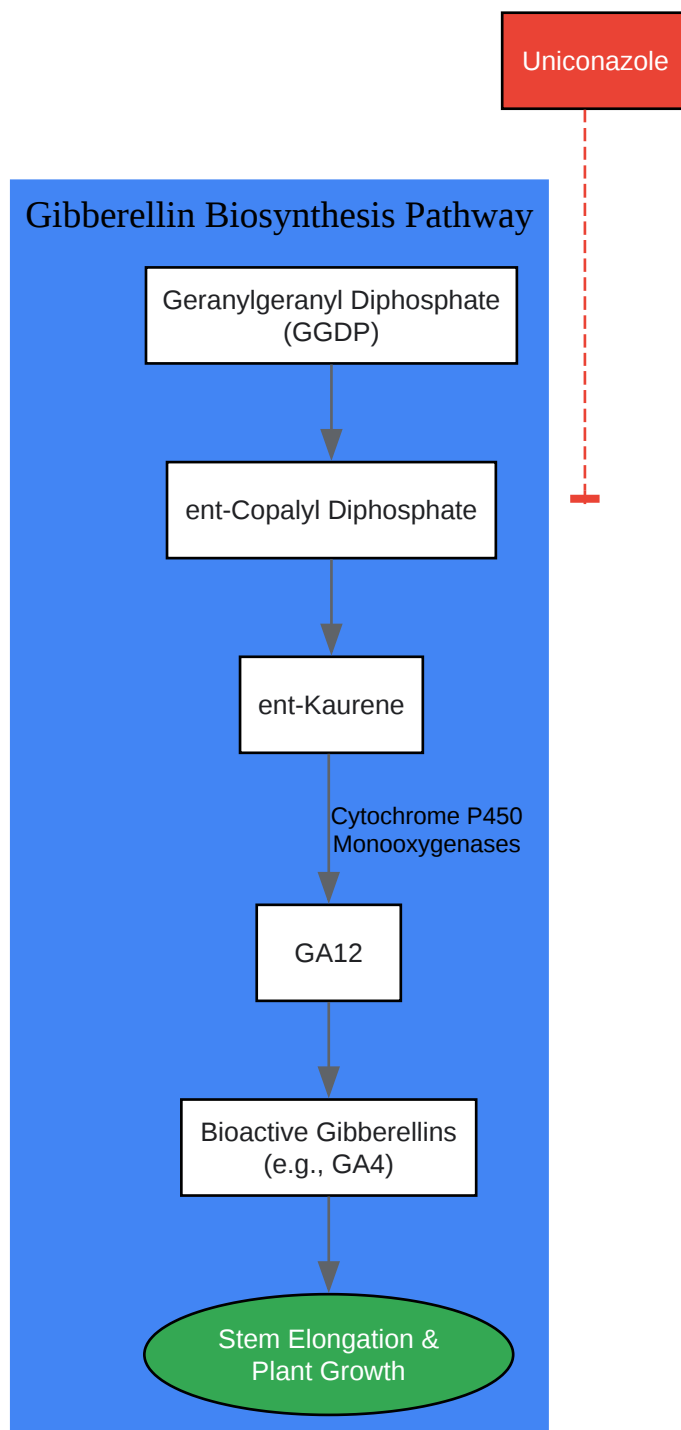 Uniconazole
Gibberellin Biosynthesis Pathway
Geranylgeranyl Diphosphate
(GGDP)
ent-Copalyl Diphosphate
ent-Kaurene
Cytochrome P450
Monooxygenases
GA12
Bioactive Gibberellins
(e.g., GA4)
Stem Elongation &
Plant Growth